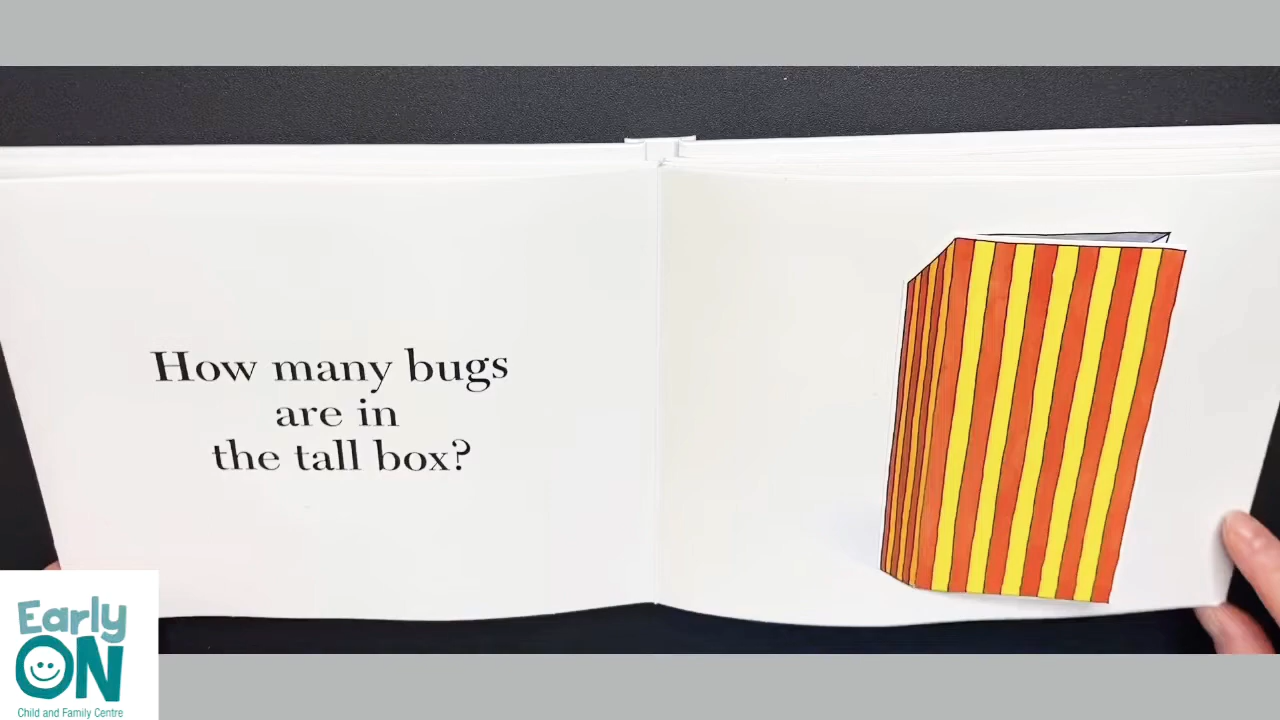 How many bugs
are in
the tall box?
Early
ON
Child and Family Centre